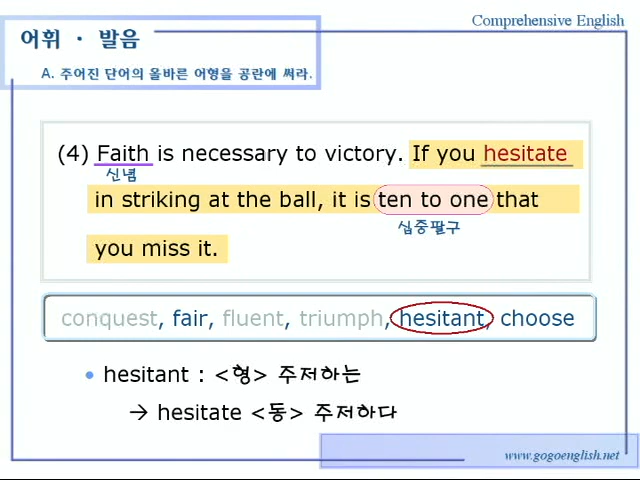 Comprehensive English
어휘 · 발음
A. 주어진 단어의 올바른 어형을 공란에 써라.
(4) Faith is necessary to victory. If you hesitate
신념
in striking at the ball, it is ten to one that
십중팔구
you miss it.
conquest, fair, fluent, triumph, hesitant, choose
• hesitant : <형> 주저하는
→ hesitate <동> 주저하다
www.gogoenglish.net